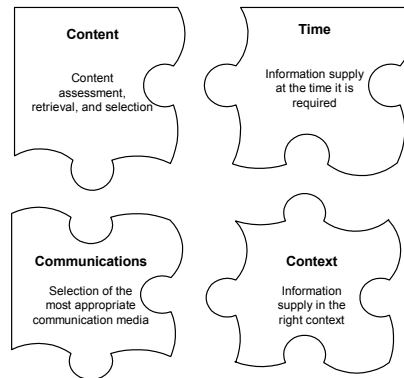 Content
Content
assessment,
retrieval, and selection
Time
Information supply
at the time it is
required
Communications
Selection of the
most appropriate
communication media
Context
Information
supply in the
right context